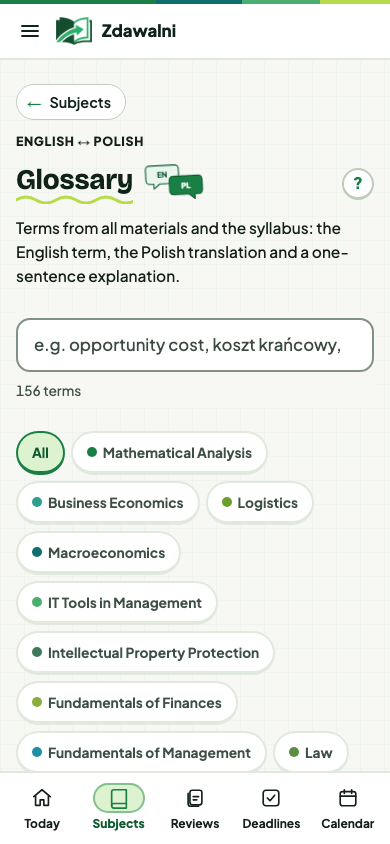 Zdawalni
← Subjects
ENGLISH ↔ POLISH
Glossary
EN
PL
?
Terms from all materials and the syllabus: the
English term, the Polish translation and a one-
sentence explanation.
e.g. opportunity cost, koszt krańcowy,
156 terms
All
Mathematical Analysis
Business Economics
Logistics
Macroeconomics
IT Tools in Management
Intellectual Property Protection
Fundamentals of Finances
Fundamentals of Management
Law
Today
Subjects
Reviews
Deadlines
Calendar